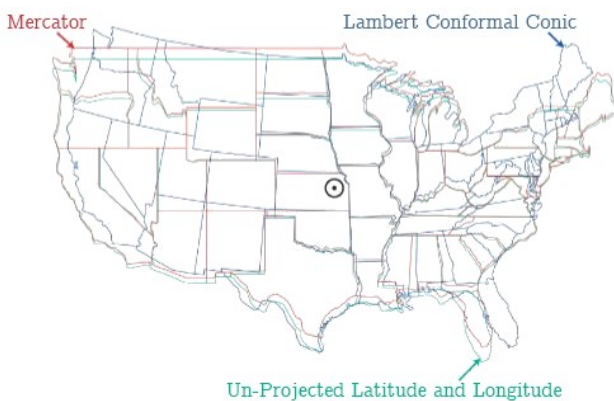 Mercator
Lambert Conformal Conic
Un-Projected Latitude and Longitude